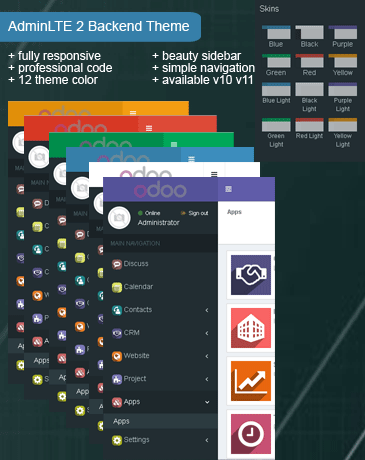 AdminLTE 2 Backend Theme
+ fully responsive
+ professional code
+ 12 theme color
+ beauty sidebar
+ simple navigation
+ available v10 v11
Skins
Blue
Black
Purple
Green
Red
Yellow
Blue Light
Black Light
Purple Light
Green Light
Red Light
Yellow Light
odoo
odoo
Online
Sign out
Administrator
Apps
MAIN NAVIGATION
Discuss
Calendar
Contacts
CRM
Website
Project
Apps
Apps
Settings